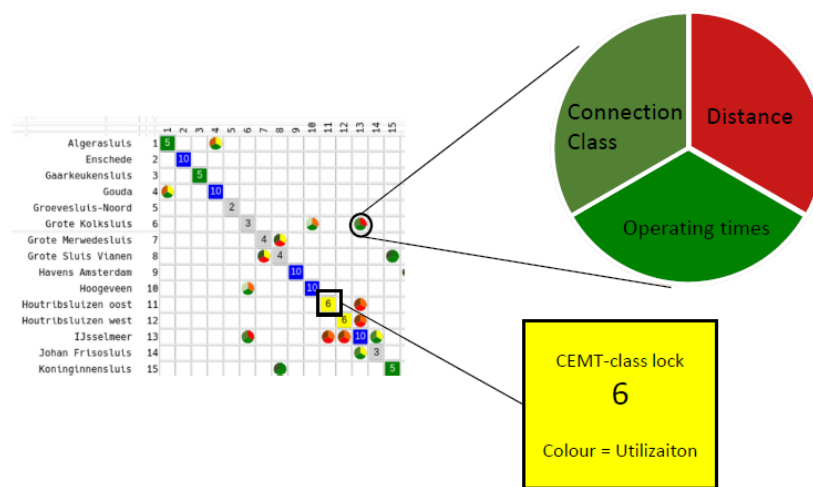 1 2 3 4 5 6 7 8 9 10 11 12 13 14 15
Algerasluis 1 5
Enschede 2 10
Gaarkeukensluis 3 5
Gouda 4 10
Groevesluis-Noord 5 2
Grote Kolksluis 6 3
Grote Merwedesluis 7 4
Grote Sluis Vianen 8 4
Havens Amsterdam 9 10
Hoogeveen 10 10
Houtribsluizen oost 11 6
Houtribsluizen west 12 6
IJsselmeer 13 10
Johan Frisosluis 14 3
Koninginnensluis 15 5
Connection
Class
Distance
Operating times
CEMT-class lock
6
Colour = Utilizaiton